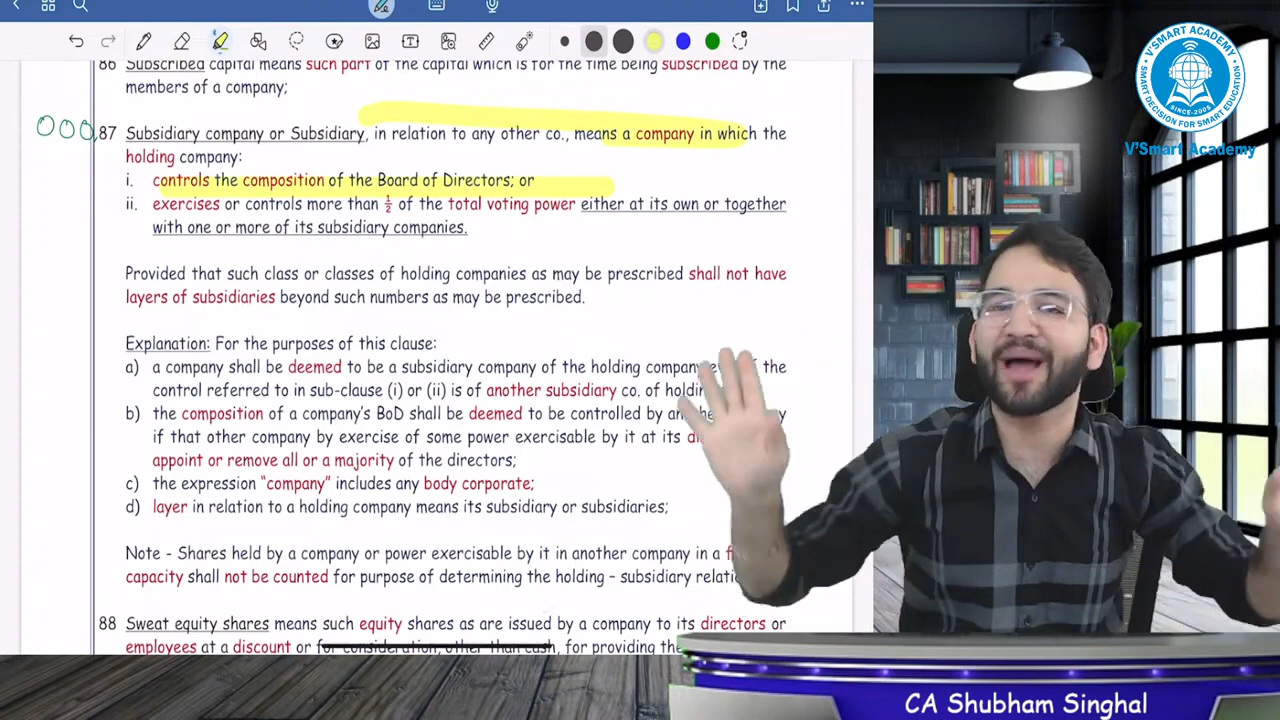 86 Subscribed capital means such part of the capital which is for the time being subscribed by the
members of a company;
87 Subsidiary company or Subsidiary, in relation to any other co., means a company in which the
holding company:
i. controls the composition of the Board of Directors; or
ii. exercises or controls more than ½ of the total voting power either at its own or together
with one or more of its subsidiary companies.
Provided that such class or classes of holding companies as may be prescribed shall not have
layers of subsidiaries beyond such numbers as may be prescribed.
Explanation: For the purposes of this clause:
a) a company shall be deemed to be a subsidiary company of the holding company the
control referred to in sub-clause (i) or (ii) is of another subsidiary co. of
b) the composition of a company's BoD shall be deemed to be controlled by
if that other company by exercise of some power exercisable by it at its
appoint or remove all or a majority of the directors;
c) the expression "company" includes any body corporate;
d) layer in relation to a holding company means its subsidiary or subsidiaries;
Note - Shares held by a company or power exercisable by it in another company in a
capacity shall not be counted for purpose of determining the holding - subsidiary
88 Sweat equity shares means such equity shares as are issued by a company to its directors or
employees at a discount or for consideration, other than cash, for providing
V'SMART ACADEMY
SINCE-2005
SMART DECISION FOR SMART EDUCATION
V'Smart Academy
CA Shubham Singhal